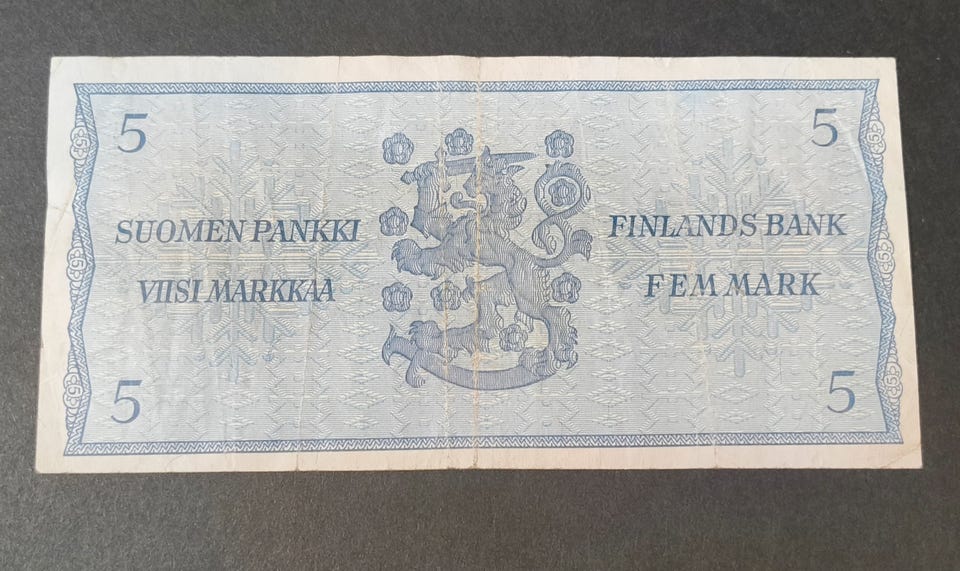 5
5
SUOMEN PANKKI
FINLANDS BANK
VIISI MARKKAA
FEM MARK
5
5